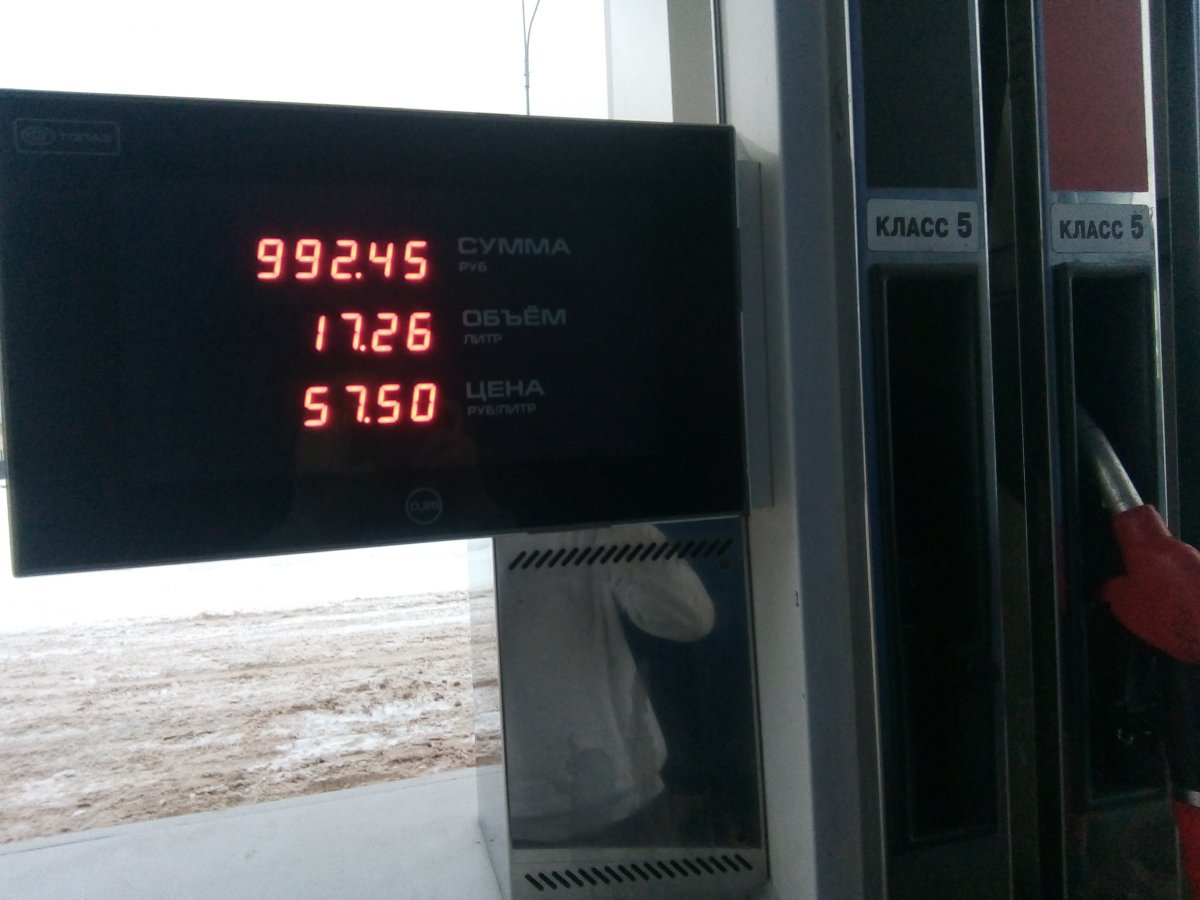 ТОПАЗ
992.45 СУММА
РУБ
17.26 ОБЪЁМ
ЛИТР
57.50 ЦЕНА
РУБ/ЛИТР
КЛАСС 5
КЛАСС 5